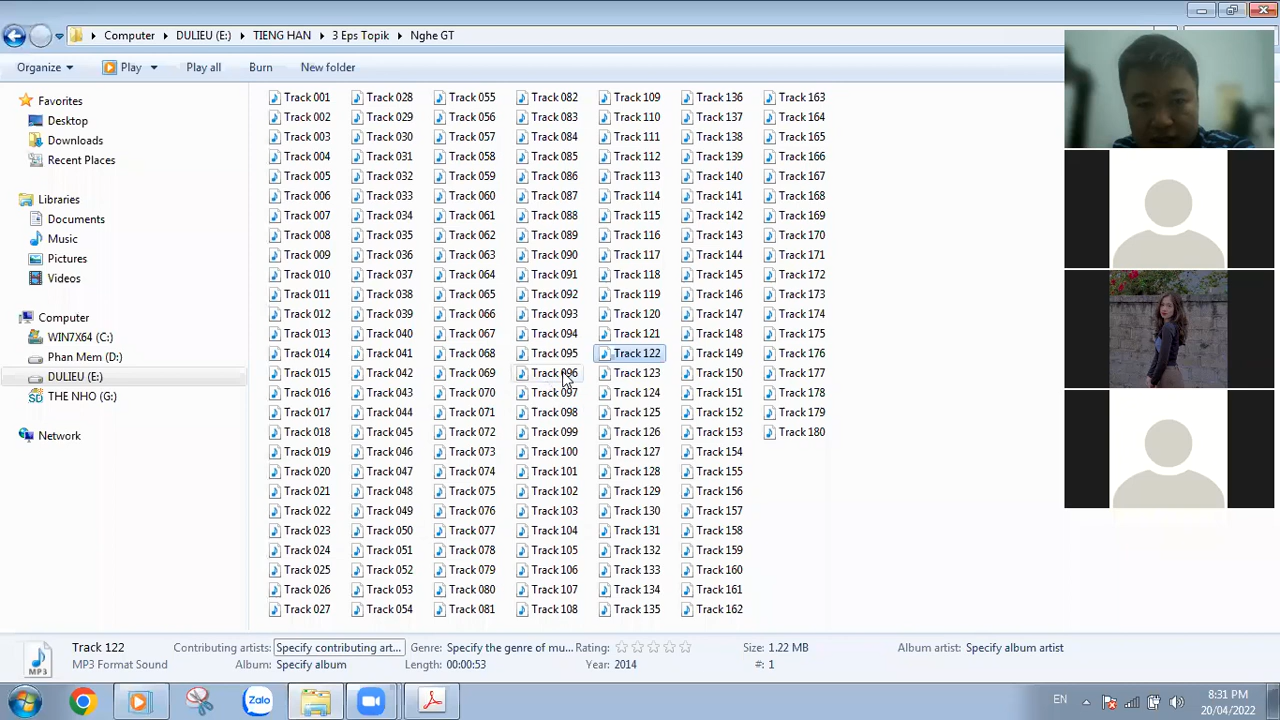 Computer DULIEU (E:) TIENG HAN 3 Eps Topik Nghe GT
Organize Play Play all Burn New folder
Favorites
Desktop
Downloads
Recent Places
Libraries
Documents
Music
Pictures
Videos
Computer
WIN7X64 (C:)
Phan Mem (D:)
DULIEU (E:)
THE NHO (G:)
Network
Track 001 Track 028 Track 055 Track 082 Track 109 Track 136 Track 163
Track 002 Track 029 Track 056 Track 083 Track 110 Track 137 Track 164
Track 003 Track 030 Track 057 Track 084 Track 111 Track 138 Track 165
Track 004 Track 031 Track 058 Track 085 Track 112 Track 139 Track 166
Track 005 Track 032 Track 059 Track 086 Track 113 Track 140 Track 167
Track 006 Track 033 Track 060 Track 087 Track 114 Track 141 Track 168
Track 007 Track 034 Track 061 Track 088 Track 115 Track 142 Track 169
Track 008 Track 035 Track 062 Track 089 Track 116 Track 143 Track 170
Track 009 Track 036 Track 063 Track 090 Track 117 Track 144 Track 171
Track 010 Track 037 Track 064 Track 091 Track 118 Track 145 Track 172
Track 011 Track 038 Track 065 Track 092 Track 119 Track 146 Track 173
Track 012 Track 039 Track 066 Track 093 Track 120 Track 147 Track 174
Track 013 Track 040 Track 067 Track 094 Track 121 Track 148 Track 175
Track 014 Track 041 Track 068 Track 095 Track 122 Track 149 Track 176
Track 015 Track 042 Track 069 Track 096 Track 123 Track 150 Track 177
Track 016 Track 043 Track 070 Track 097 Track 124 Track 151 Track 178
Track 017 Track 044 Track 071 Track 098 Track 125 Track 152 Track 179
Track 018 Track 045 Track 072 Track 099 Track 126 Track 153 Track 180
Track 019 Track 046 Track 073 Track 100 Track 127 Track 154
Track 020 Track 047 Track 074 Track 101 Track 128 Track 155
Track 021 Track 048 Track 075 Track 102 Track 129 Track 156
Track 022 Track 049 Track 076 Track 103 Track 130 Track 157
Track 023 Track 050 Track 077 Track 104 Track 131 Track 158
Track 024 Track 051 Track 078 Track 105 Track 132 Track 159
Track 025 Track 052 Track 079 Track 106 Track 133 Track 160
Track 026 Track 053 Track 080 Track 107 Track 134 Track 161
Track 027 Track 054 Track 081 Track 108 Track 135 Track 162
Track 122 Contributing artists: Specify contributing art... Genre: Specify the genre of mu... Rating: Size: 1.22 MB Album artist: Specify album artist
MP3 Format Sound Album: Specify album Length: 00:00:53 Year: 2014 #: 1
MP3
Zalo
EN
8:31 PM
20/04/2022